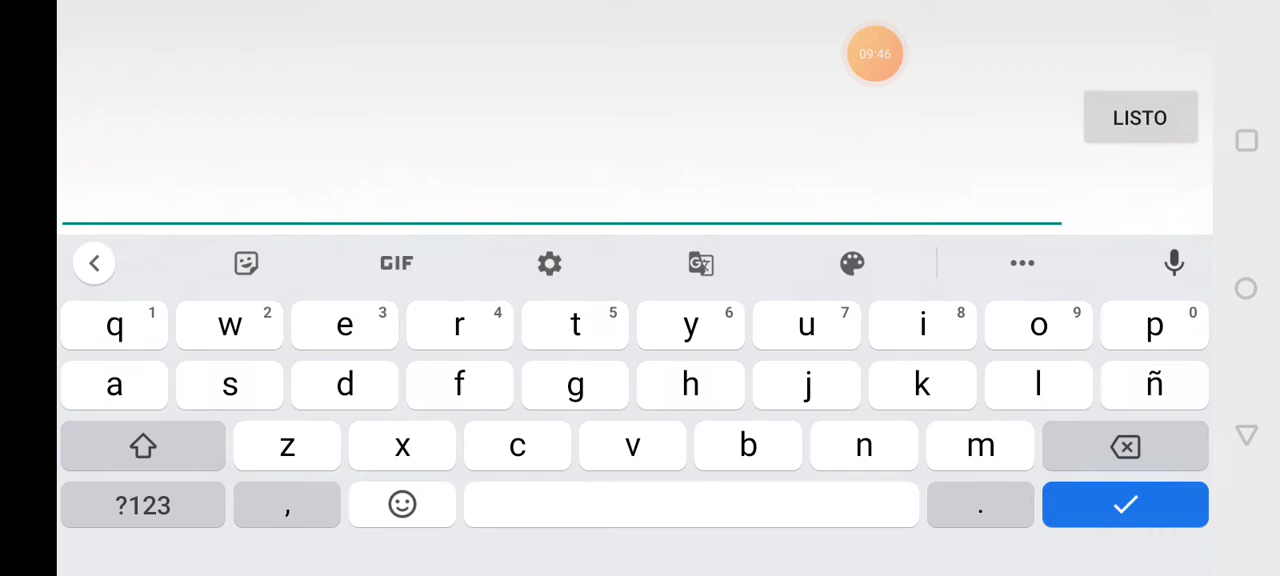 09:46
LISTO
GIF
q 1 w 2 e 3 r 4 t 5 y 6 u 7 i 8 o 9 p 0
a s d f g h j k l ñ
z x c v b n m
?123 , .